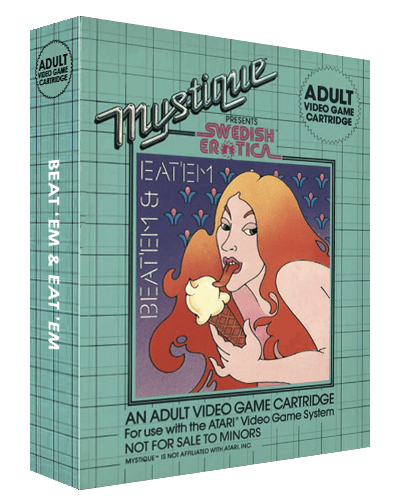 ADULT
VIDEO GAME
CARTRIDGE
BEAT 'EM & EAT 'EM
Mystique
PRESENTS
SWEDISH
EROTICA
ADULT
VIDEO GAME
CARTRIDGE
EAT'EM
BEAT'EM &
AN ADULT VIDEO GAME CARTRIDGE
For use with the ATARI™ Video Game System
NOT FOR SALE TO MINORS
MYSTIQUE™ IS NOT AFFILIATED WITH ATARI, INC.